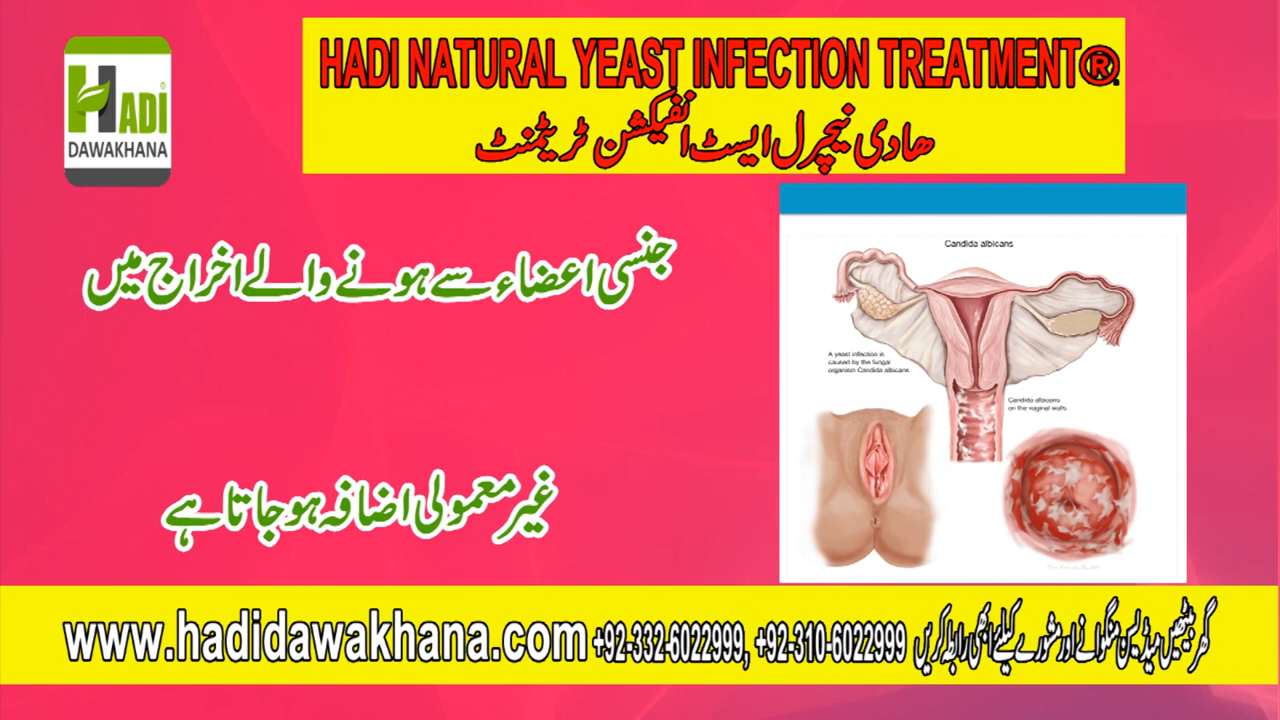 HADI NATURAL YEAST INFECTION TREATMENT®
ھادی نیچرل ایسٹ انفیکشن ٹریٹمنٹ
HADI
DAWAKHANA
جنسی اعضاء سے ہونے والے اخراج میں
غیر معمولی اضافہ ہو جاتا ہے
Candida albicans
A yeast infection is
caused by the fungal
organism Candida albicans
Candida albicans
on the vaginal walls
www.hadidawakhana.com +92-332-6022999, +92-310-6022999 گھر بیٹھیں میڈیسن منگوانے اور مشورے کیلئے ابھی رابطہ کریں